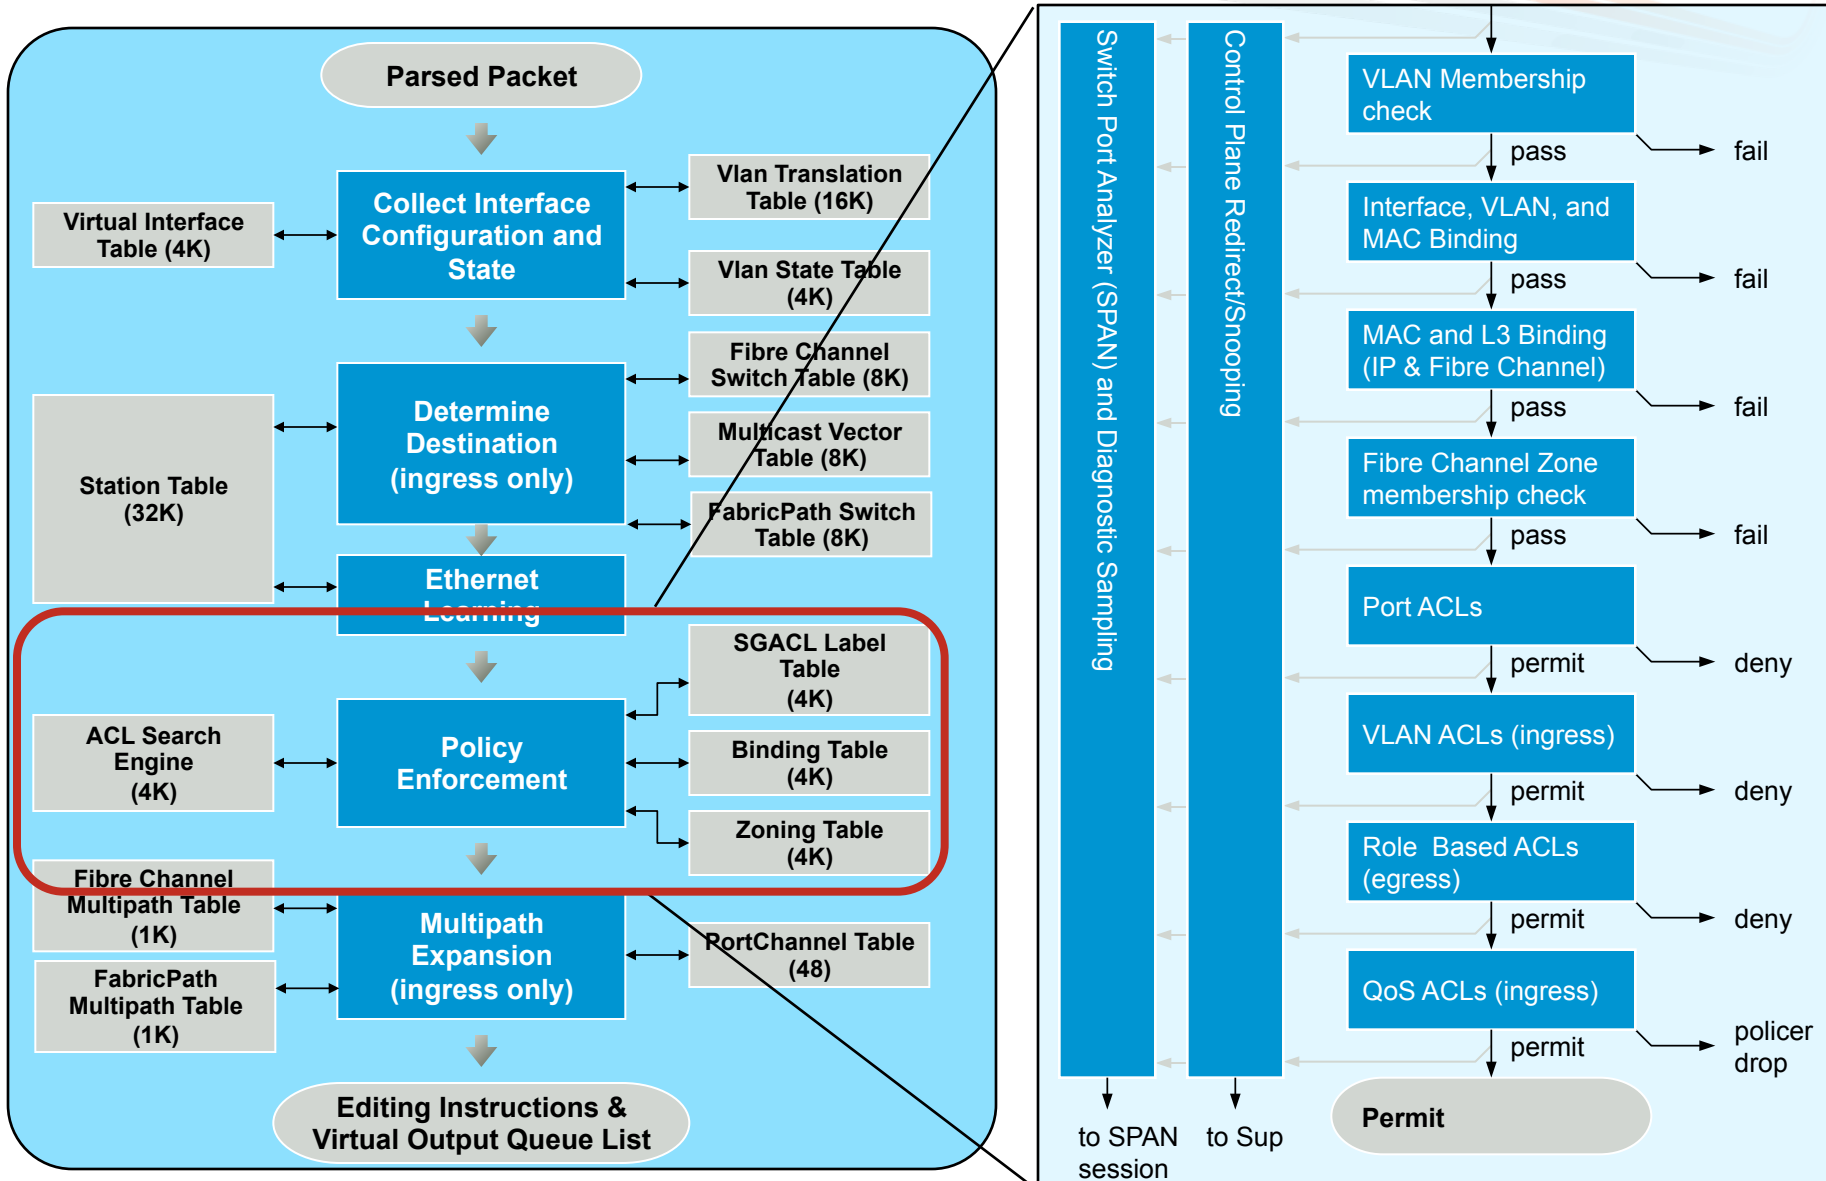 Parsed Packet
Collect Interface
Configuration and
State
Virtual Interface
Table (4K)
Vlan Translation
Table (16K)
Vlan State Table
(4K)
Determine
Destination
(ingress only)
Station Table
(32K)
Fibre Channel
Switch Table (8K)
Multicast Vector
Table (8K)
FabricPath Switch
Table (8K)
Ethernet
Learning
Policy
Enforcement
ACL Search
Engine
(4K)
SGACL Label
Table
(4K)
Binding Table
(4K)
Zoning Table
(4K)
Multipath
Expansion
(ingress only)
Fibre Channel
Multipath Table
(1K)
FabricPath
Multipath Table
(1K)
PortChannel Table
(48)
Editing Instructions &
Virtual Output Queue List
Switch Port Analyzer (SPAN) and Diagnostic Sampling
to SPAN
session
Control Plane Redirect/Snooping
to Sup
VLAN Membership
check
pass
fail
Interface, VLAN, and
MAC Binding
pass
fail
MAC and L3 Binding
(IP & Fibre Channel)
pass
fail
Fibre Channel Zone
membership check
pass
fail
Port ACLs
permit
deny
VLAN ACLs (ingress)
permit
deny
Role Based ACLs
(egress)
permit
deny
QoS ACLs (ingress)
permit
policer
drop
Permit